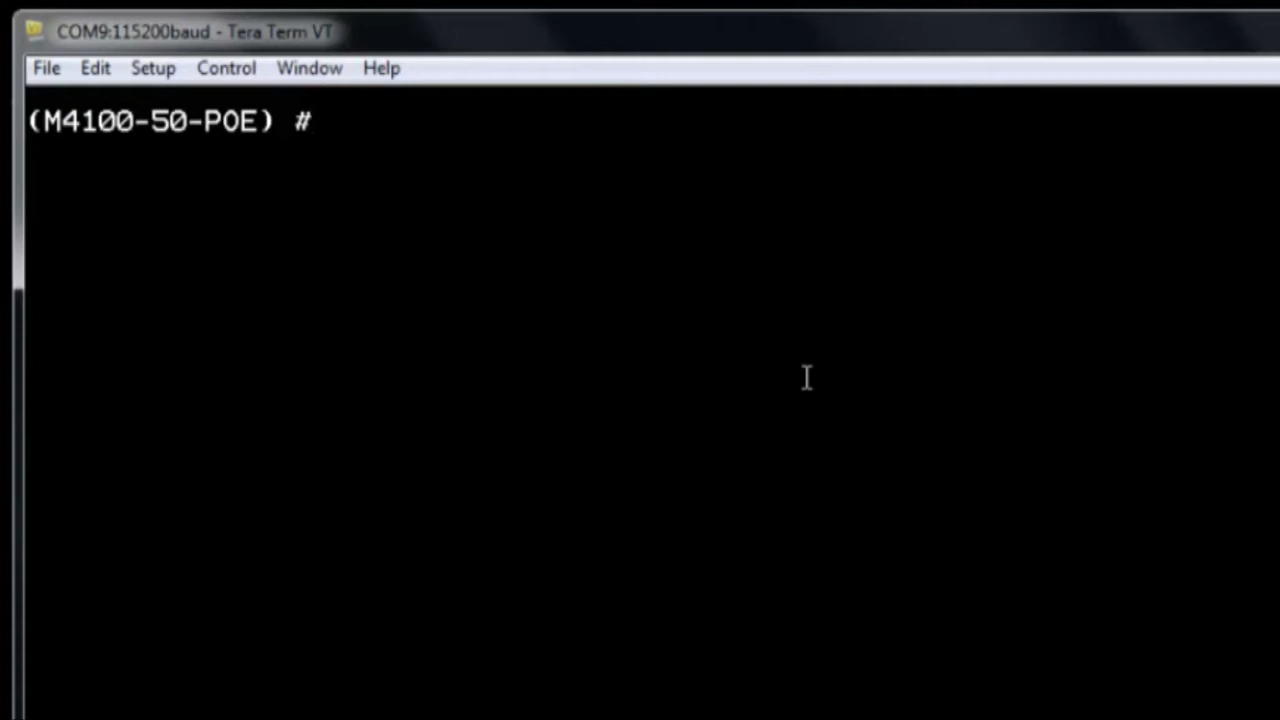 COM9:115200baud - Tera Term VT
File Edit Setup Control Window Help
(M4100-50-POE) #